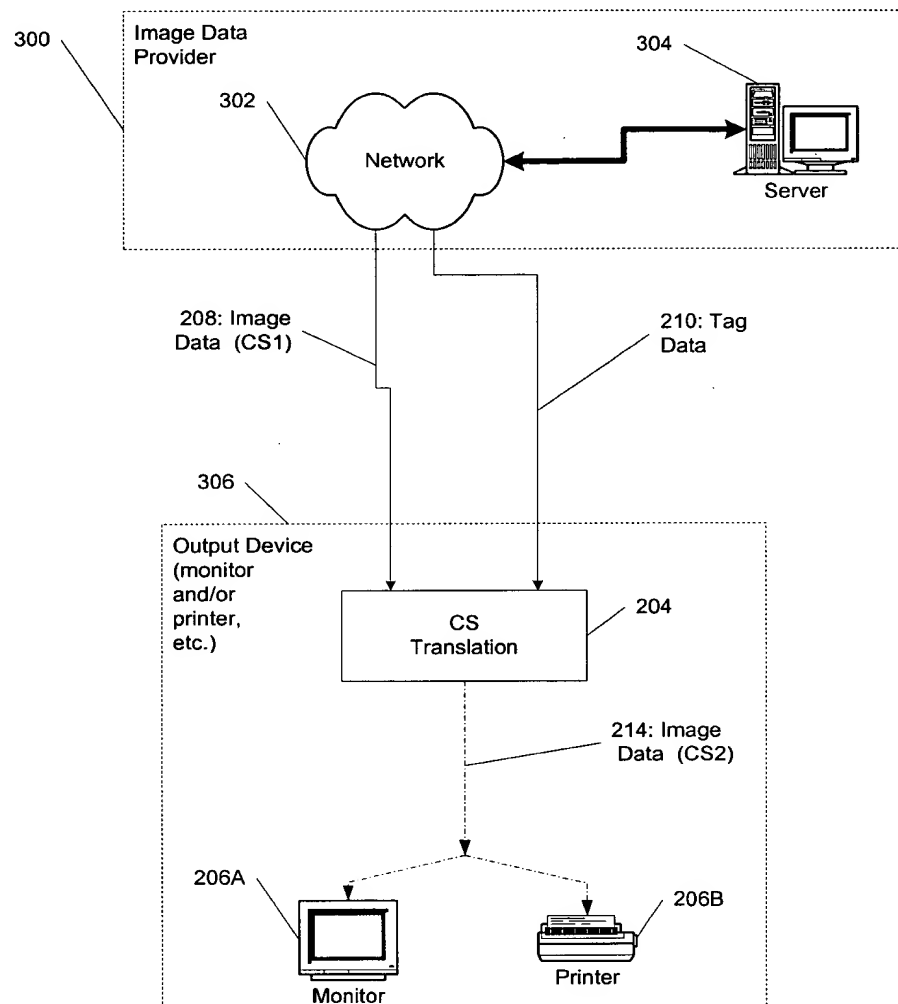 300
Image Data
Provider
304
302
Network
Server
208: Image
Data (CS1)
210: Tag
Data
306
Output Device
(monitor
and/or
printer,
etc.)
CS
Translation
204
214: Image
Data (CS2)
206A
206B
Monitor
Printer